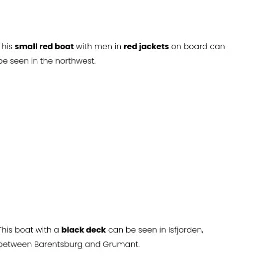 his small red boat with men in red jackets on board can
be seen in the northwest.
This boat with a black deck can be seen in Isfjorden,
between Barentsburg and Grumant.